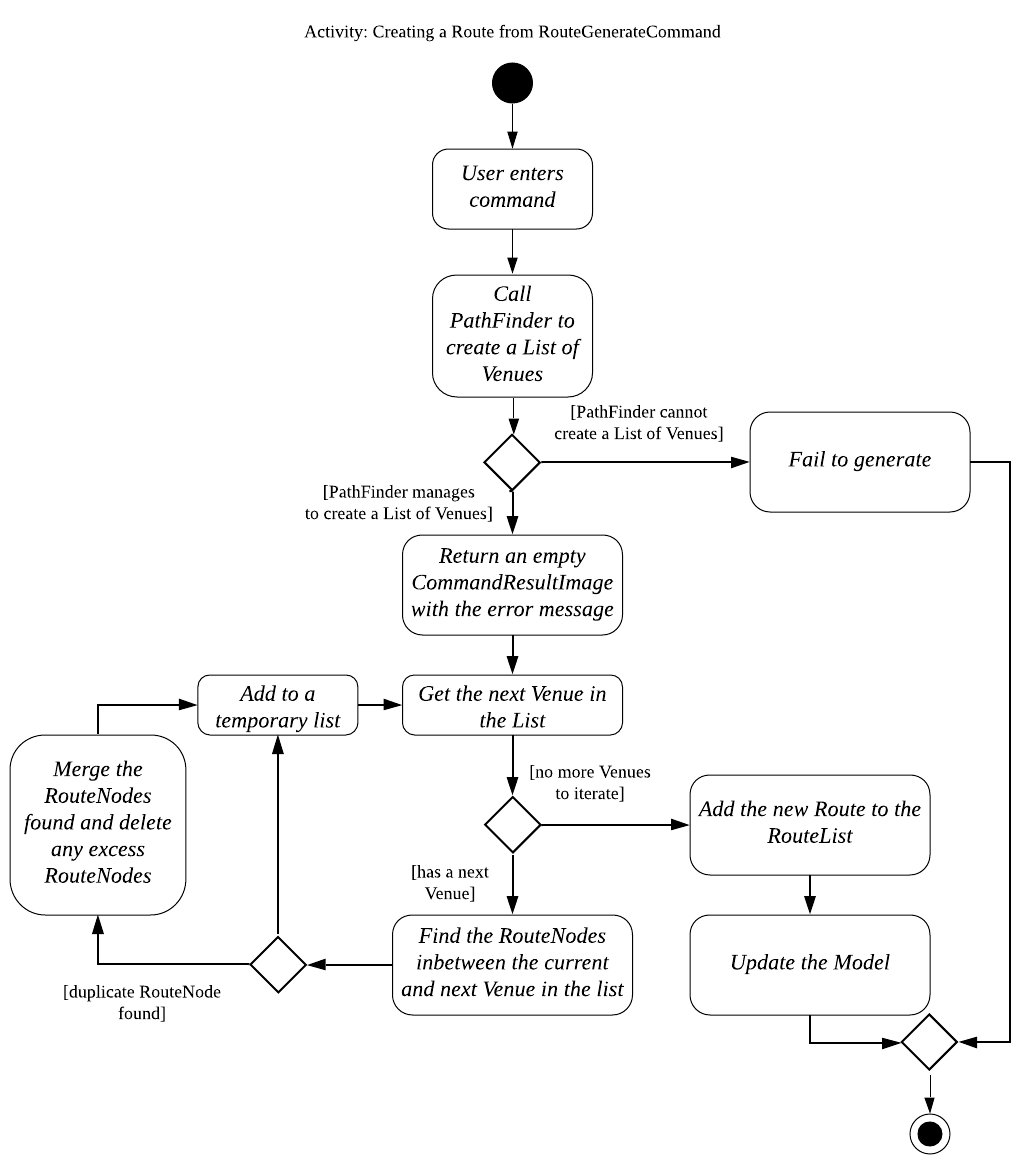 Activity: Creating a Route from RouteGenerateCommand
User enters
command
Call
PathFinder to
create a List of
Venues
[PathFinder cannot
create a List of Venues]
Fail to generate
[PathFinder manages
to create a List of Venues]
Return an empty
CommandResultImage
with the error message
Add to a
temporary list
Get the next Venue in
the List
Merge the
RouteNodes
found and delete
any excess
RouteNodes
[no more Venues
to iterate]
Add the new Route to the
RouteList
[has a next
Venue]
Find the RouteNodes
inbetween the current
and next Venue in the list
Update the Model
[duplicate RouteNode
found]